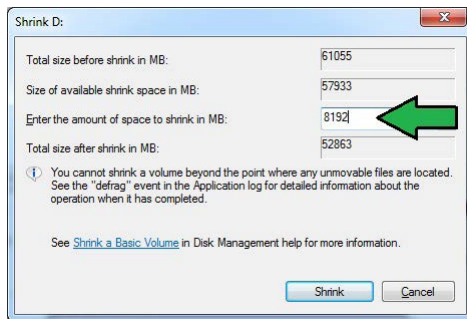 Shrink D:
Total size before shrink in MB: 61055
Size of available shrink space in MB: 57933
Enter the amount of space to shrink in MB: 8192
Total size after shrink in MB: 52863
You cannot shrink a volume beyond the point where any unmovable files are located.
See the "defrag" event in the Application log for detailed information about the
operation when it has completed.
See Shrink a Basic Volume in Disk Management help for more information.
Shrink Cancel